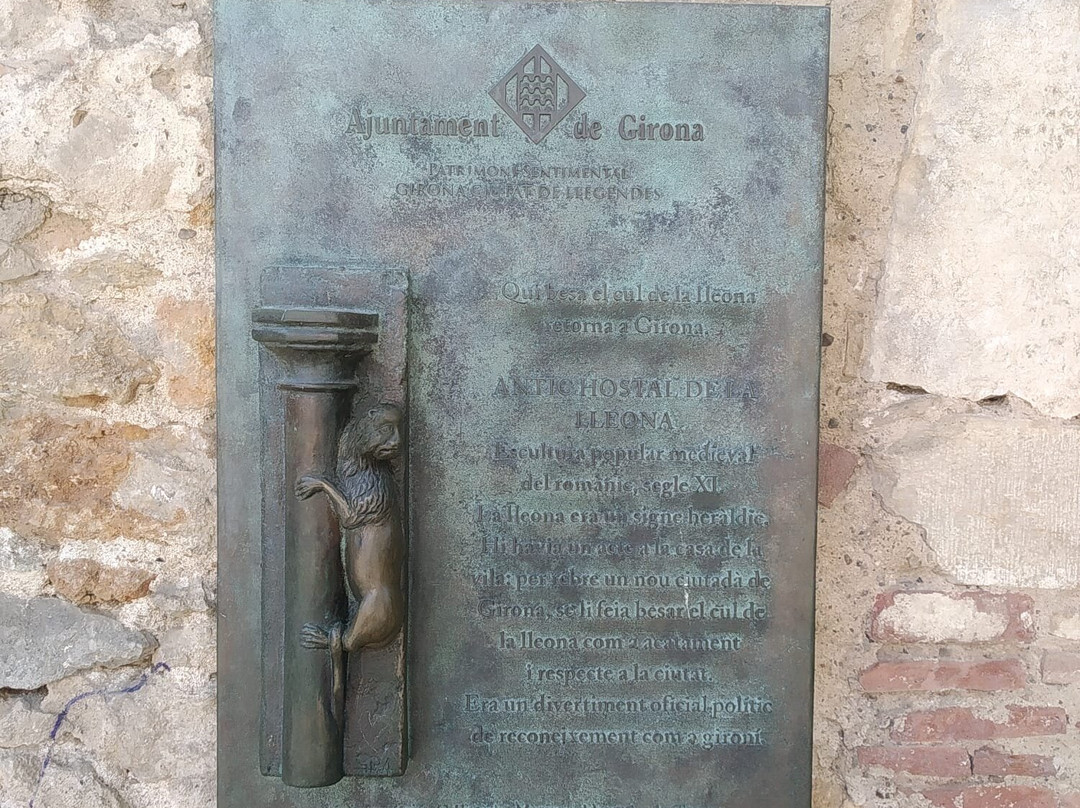 Ajuntament de Girona
PATRIMONI SENTIMENTAL
GIRONA CIUTAT DE LLEGENDES
Qui besa el cul de la lleona
retorna a Girona.
ANTIC HOSTAL DE LA
LLEONA
Escultura popular medieval
del romànic, segle XI.
La lleona era un signe heràldic.
Hi havia un acte a la casa de la
vila: per rebre un nou ciutadà de
Girona, se li feia besar el cul de
la lleona com a acatament
i respecte a la ciutat.
Era un divertiment oficial polític
de reconeixement com a gironí.